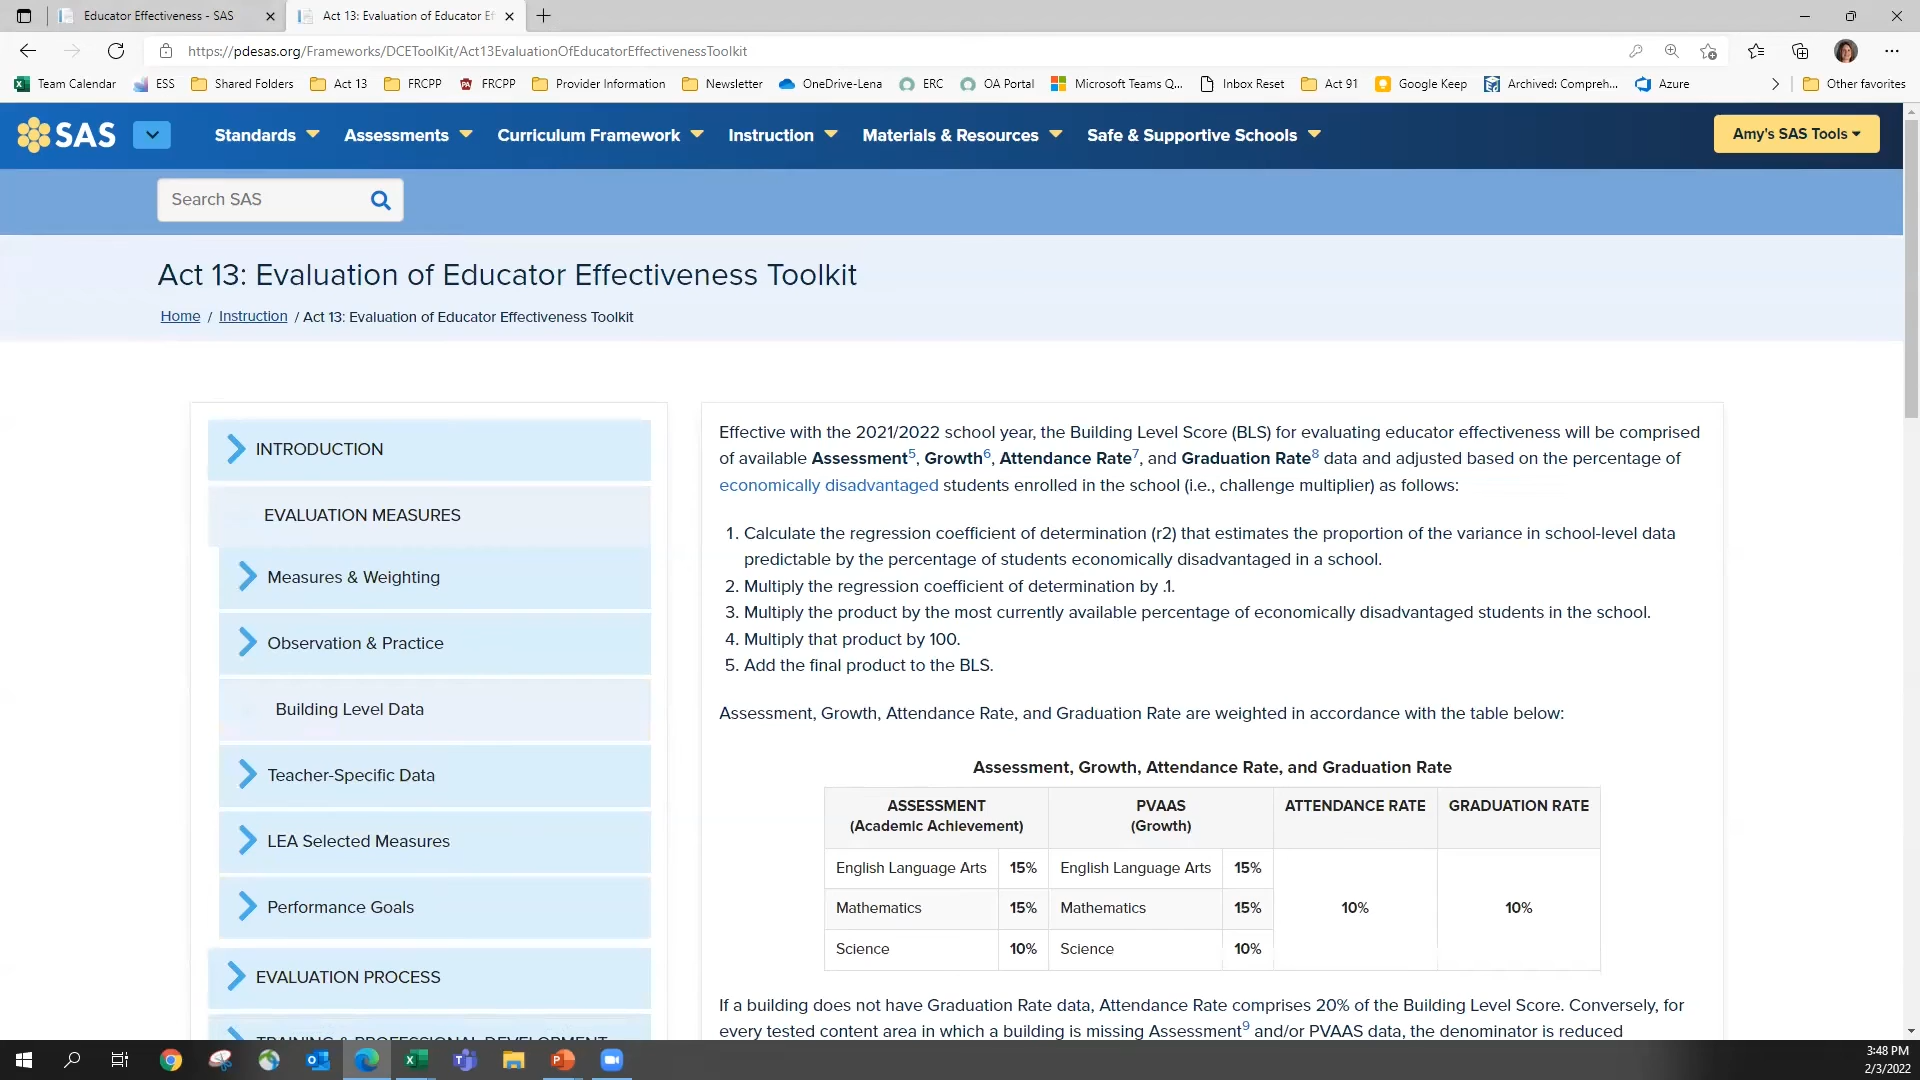 Educator Effectiveness - SAS
Act 13: Evaluation of Educator Ef
https://pdesas.org/Frameworks/DCEToolKit/Act13EvaluationOfEducatorEffectivenessToolkit
Team Calendar ESS Shared Folders Act 13 FRCPP FRCPP Provider Information Newsletter OneDrive-Lena ERC OA Portal Microsoft Teams Q... Inbox Reset Act 91 Google Keep Archived: Compreh... Azure Other favorites
SAS Standards Assessments Curriculum Framework Instruction Materials & Resources Safe & Supportive Schools Amy's SAS Tools
Search SAS
Act 13: Evaluation of Educator Effectiveness Toolkit
Home / Instruction / Act 13: Evaluation of Educator Effectiveness Toolkit
INTRODUCTION
EVALUATION MEASURES
Measures & Weighting
Observation & Practice
Building Level Data
Teacher-Specific Data
LEA Selected Measures
Performance Goals
EVALUATION PROCESS
TRAINING & PROFESSIONAL DEVELOPMENT
Effective with the 2021/2022 school year, the Building Level Score (BLS) for evaluating educator effectiveness will be comprised
of available Assessment5, Growth6, Attendance Rate7, and Graduation Rate8 data and adjusted based on the percentage of
economically disadvantaged students enrolled in the school (i.e., challenge multiplier) as follows:
1. Calculate the regression coefficient of determination (r2) that estimates the proportion of the variance in school-level data
predictable by the percentage of students economically disadvantaged in a school.
2. Multiply the regression coefficient of determination by .1.
3. Multiply the product by the most currently available percentage of economically disadvantaged students in the school.
4. Multiply that product by 100.
5. Add the final product to the BLS.
Assessment, Growth, Attendance Rate, and Graduation Rate are weighted in accordance with the table below:
Assessment, Growth, Attendance Rate, and Graduation Rate
ASSESSMENT PVAAS ATTENDANCE RATE GRADUATION RATE
(Academic Achievement) (Growth)
English Language Arts 15% English Language Arts 15%
Mathematics 15% Mathematics 15% 10% 10%
Science 10% Science 10%
If a building does not have Graduation Rate data, Attendance Rate comprises 20% of the Building Level Score. Conversely, for
every tested content area in which a building is missing Assessment9 and/or PVAAS data, the denominator is reduced
3:48 PM
2/3/2022